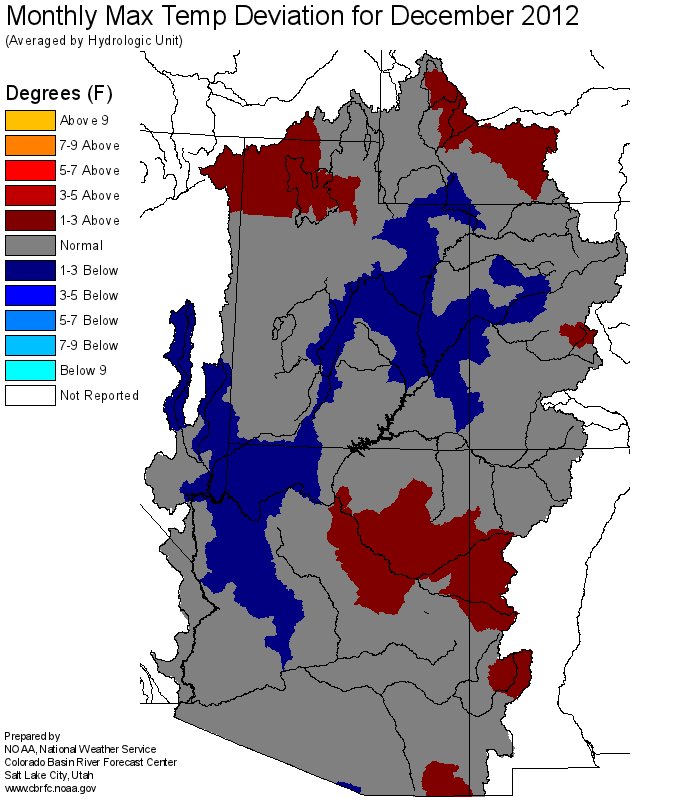 Monthly Max Temp Deviation for December 2012
(Averaged by Hydrologic Unit)
Degrees (F)
Above 9
7-9 Above
5-7 Above
3-5 Above
1-3 Above
Normal
1-3 Below
3-5 Below
5-7 Below
7-9 Below
Below 9
Not Reported
Prepared by
NOAA, National Weather Service
Colorado Basin River Forecast Center
Salt Lake City, Utah
www.cbrfc.noaa.gov